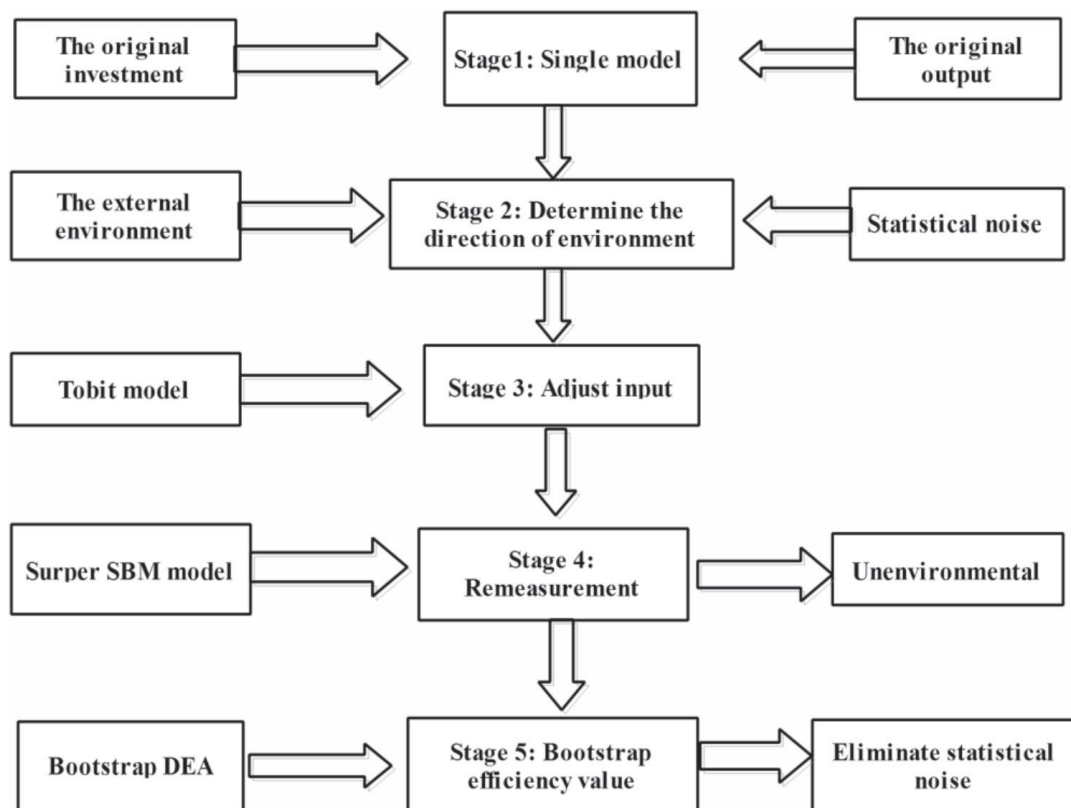 The original
investment
Stage1: Single model
The original
output
The external
environment
Stage 2: Determine the
direction of environment
Statistical noise
Tobit model
Stage 3: Adjust input
Surper SBM model
Stage 4:
Remeasurement
Unenvironmental
Bootstrap DEA
Stage 5: Bootstrap
efficiency value
Eliminate statistical
noise